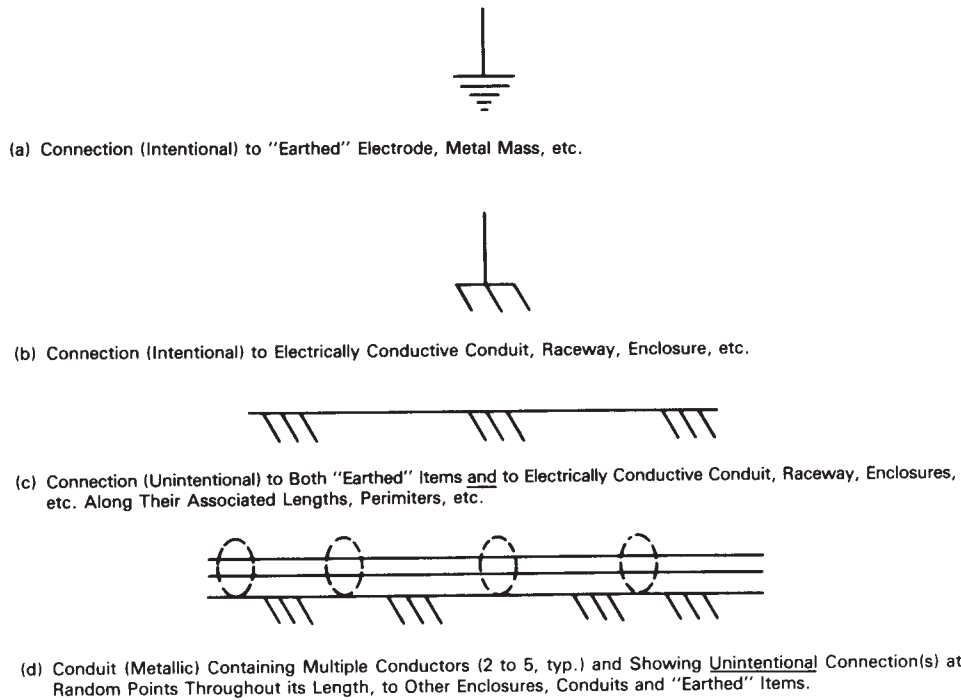 (a) Connection (Intentional) to "Earthed" Electrode, Metal Mass, etc.
(b) Connection (Intentional) to Electrically Conductive Conduit, Raceway, Enclosure, etc.
(c) Connection (Unintentional) to Both "Earthed" Items and to Electrically Conductive Conduit, Raceway, Enclosures,
etc. Along Their Associated Lengths, Perimiters, etc.
(d) Conduit (Metallic) Containing Multiple Conductors (2 to 5, typ.) and Showing Unintentional Connection(s) at
Random Points Throughout its Length, to Other Enclosures, Conduits and "Earthed" Items.